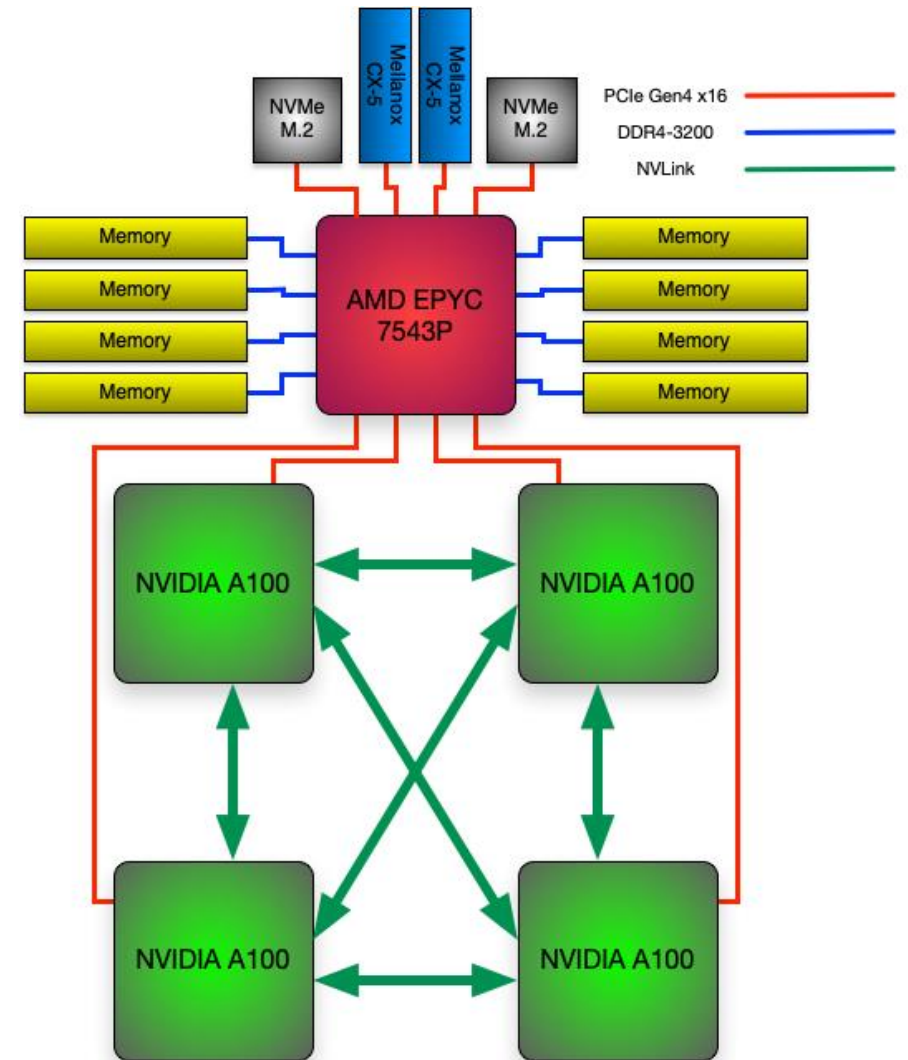 Mellanox
CX-5
Mellanox
CX-5
NVMe
M.2
NVMe
M.2
PCIe Gen4 x16
DDR4-3200
NVLink
Memory
Memory
Memory
Memory
AMD EPYC
7543P
Memory
Memory
Memory
Memory
NVIDIA A100
NVIDIA A100
NVIDIA A100
NVIDIA A100